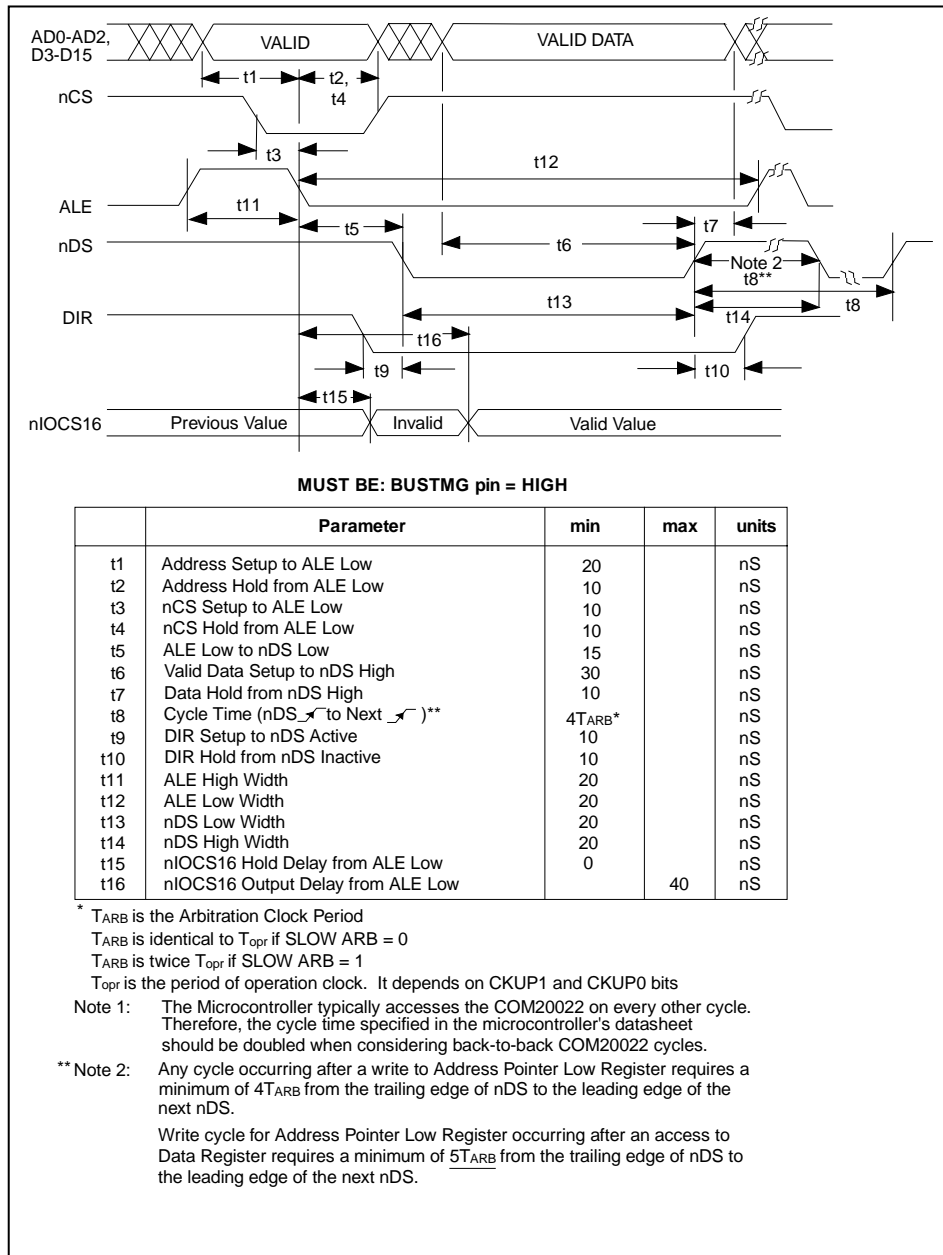 AD0-AD2,
D3-D15
VALID
VALID DATA
t1
t2,
t4
nCS
t3
t12
ALE
t11
t5
t7
nDS
t6
Note 2
t8**
t8
t13
t14
DIR
t16
t9
t10
t15
nIOCS16
Previous Value
Invalid
Valid Value
MUST BE: BUSTMG pin = HIGH
Parameter min max units
t1 Address Setup to ALE Low 20 nS
t2 Address Hold from ALE Low 10 nS
t3 nCS Setup to ALE Low 10 nS
t4 nCS Hold from ALE Low 10 nS
t5 ALE Low to nDS Low 15 nS
t6 Valid Data Setup to nDS High 30 nS
t7 Data Hold from nDS High 10 nS
t8 Cycle Time (nDS to Next )** 4TARB* nS
t9 DIR Setup to nDS Active 10 nS
t10 DIR Hold from nDS Inactive 10 nS
t11 ALE High Width 20 nS
t12 ALE Low Width 20 nS
t13 nDS Low Width 20 nS
t14 nDS High Width 20 nS
t15 nIOCS16 Hold Delay from ALE Low 0 nS
t16 nIOCS16 Output Delay from ALE Low 40 nS
* TARB is the Arbitration Clock Period
TARB is identical to Topr if SLOW ARB = 0
TARB is twice Topr if SLOW ARB = 1
Topr is the period of operation clock. It depends on CKUP1 and CKUP0 bits
Note 1: The Microcontroller typically accesses the COM20022 on every other cycle.
Therefore, the cycle time specified in the microcontroller's datasheet
should be doubled when considering back-to-back COM20022 cycles.
** Note 2: Any cycle occurring after a write to Address Pointer Low Register requires a
minimum of 4TARB from the trailing edge of nDS to the leading edge of the
next nDS.
Write cycle for Address Pointer Low Register occurring after an access to
Data Register requires a minimum of 5TARB from the trailing edge of nDS to
the leading edge of the next nDS.